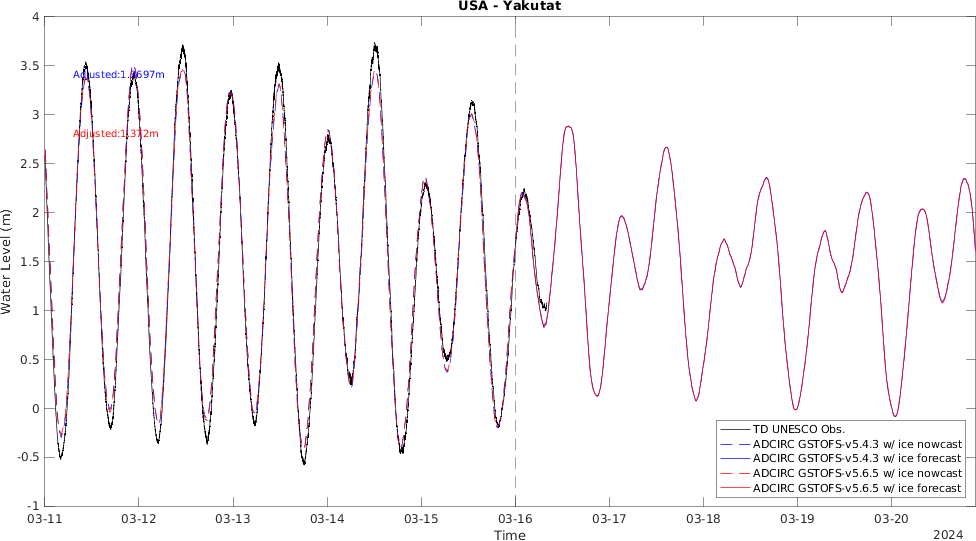 USA - Yakutat
4
3.5
3
2.5
2
1.5
1
0.5
0
-0.5
-1
Water Level (m)
Adjusted:1.
Adjusted:1.372m
TD UNESCO Obs.
ADCIRC GSTOFS-v5.4.3 w/ ice nowcast
ADCIRC GSTOFS-v5.4.3 w/ ice forecast
ADCIRC GSTOFS-v5.6.5 w/ ice nowcast
ADCIRC GSTOFS-v5.6.5 w/ ice forecast
03-11 03-12 03-13 03-14 03-15 03-16 03-17 03-18 03-19 03-20
Time
2024